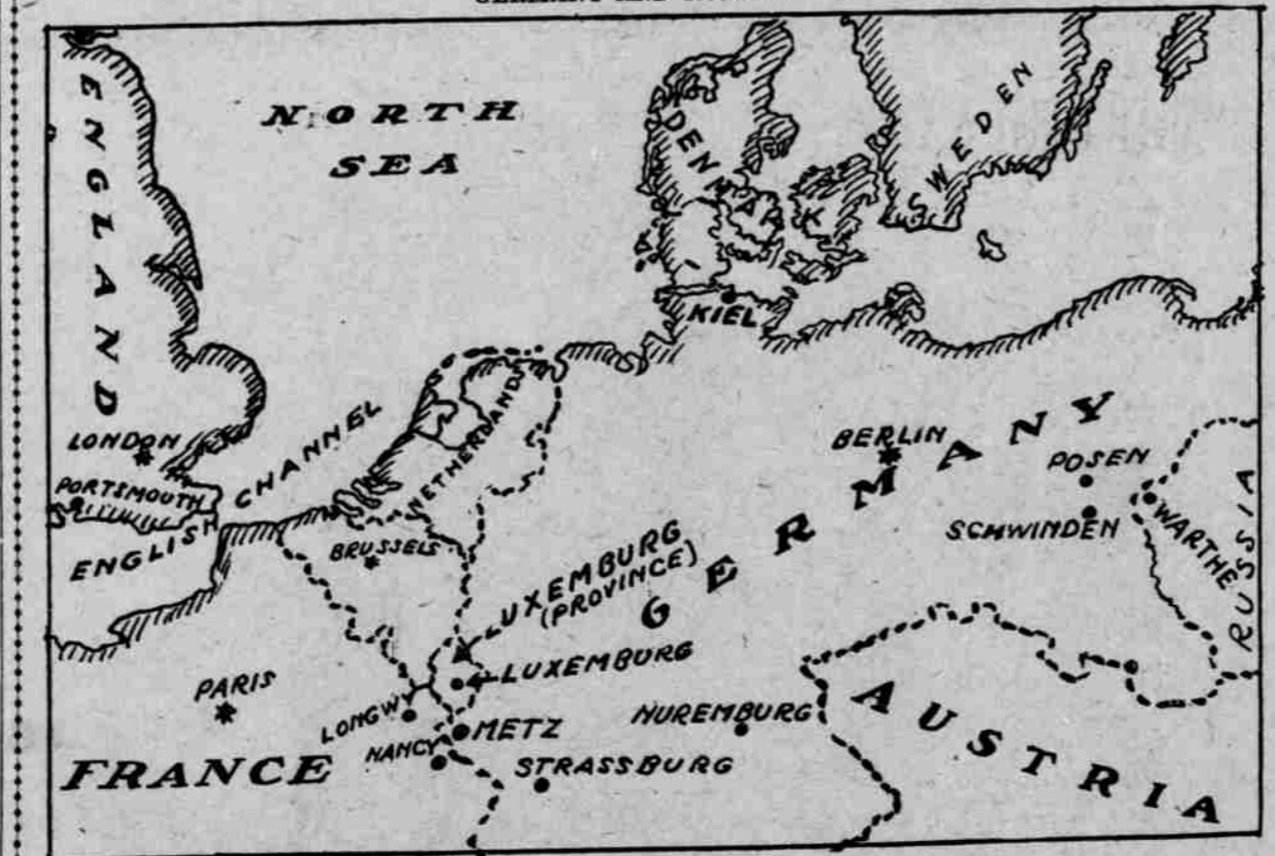 ENGLAND
NORTH
SEA
DENMARK
SWEDEN
KIEL
LONDON
PORTSMOUTH
ENGLISH CHANNEL
NETHERLANDS
BRUSSELS
BERLIN
GERMANY
POSEN
SCHWINDEN
WARTHE
RUSSIA
LUXEMBURG
(PROVINCE)
LUXEMBURG
PARIS
LONGW
METZ
NANCY
NUREMBURG
STRASSBURG
FRANCE
AUSTRIA